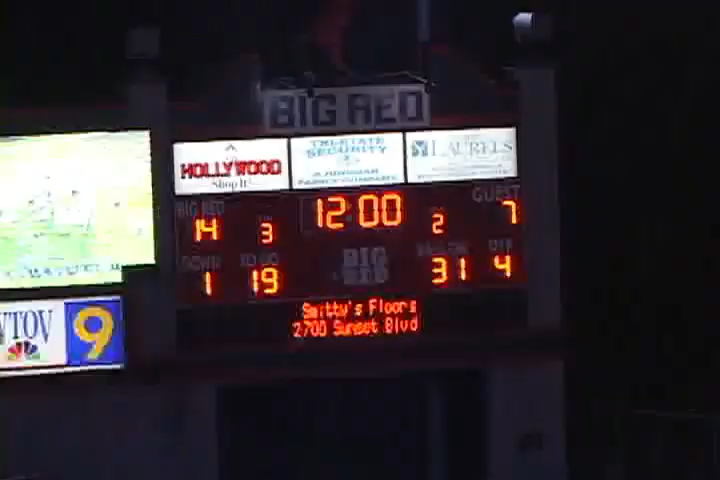 BIG RED
HOLLYWOOD
Shop It!
TRI-STATE
SECURITY
LAURELS
BIG RED
14
3
12:00
2
GUEST
7
DOWN
1
TO GO
19
BIG
RED
BALL ON
31
QTR
4
Smitty's Floors
2700 Sunset Blvd
WTOV
9